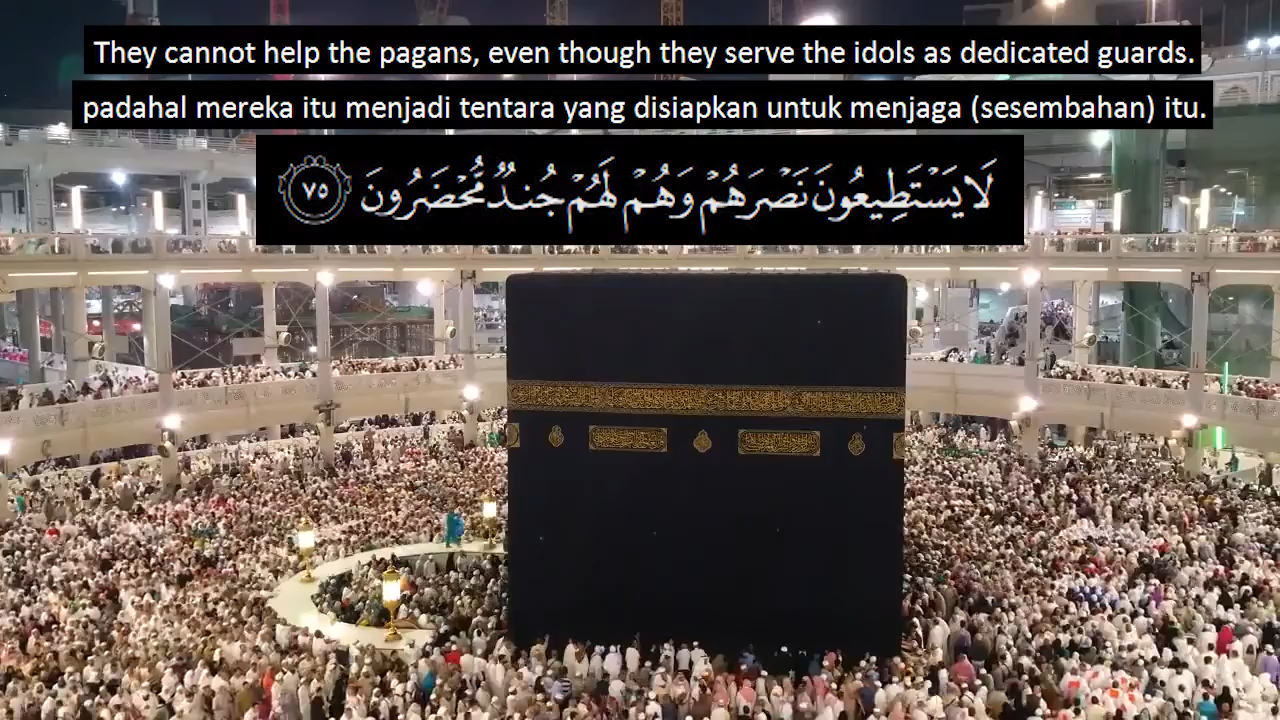 They cannot help the pagans, even though they serve the idols as dedicated guards.
padahal mereka itu menjadi tentara yang disiapkan untuk menjaga (sesembahan) itu.
لَا يَسْتَطِيعُونَ نَصْرَهُمْ وَهُمْ لَهُمْ جُندٌ مُّحْضَرُونَ ٧٥